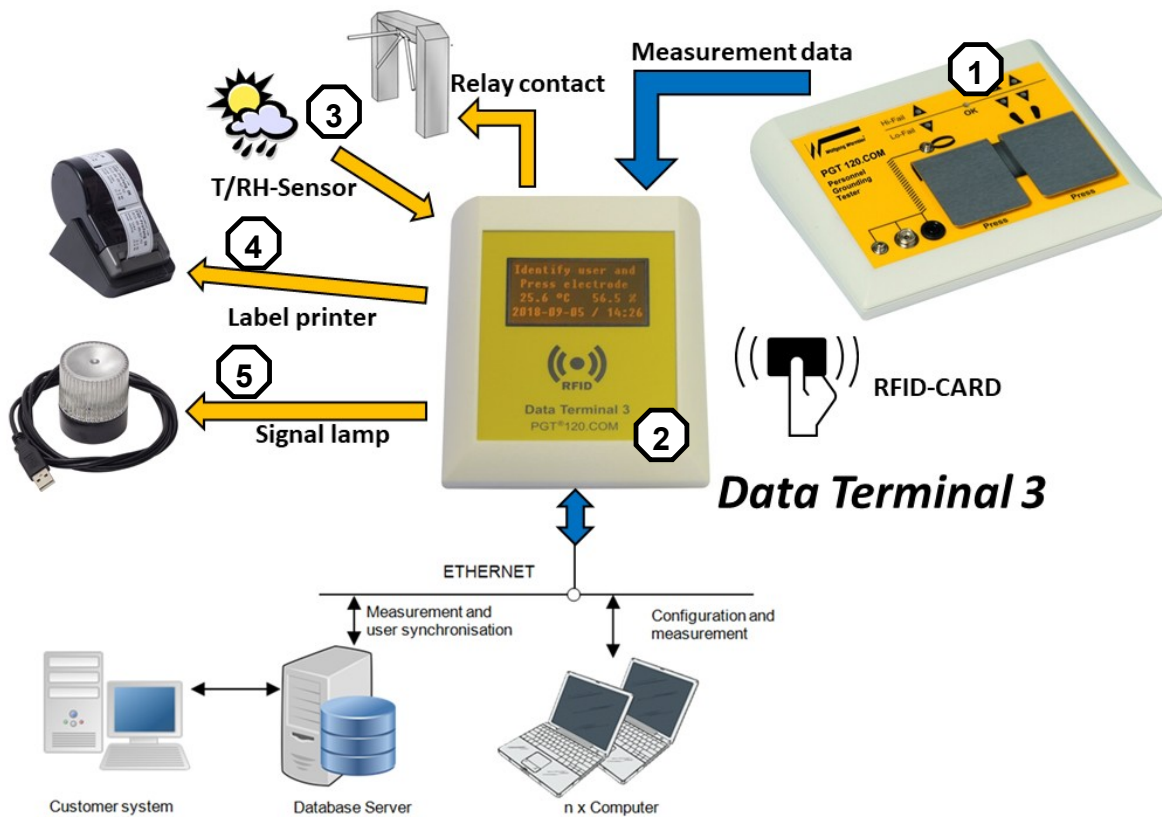 Measurement data
1
Relay contact
3
T/RH-Sensor
Hi-Fail
Lo-Fail
OK
PGT 120.COM
Personnel
Grounding
Tester
Press
Press
4
Label printer
Identify user and
Press electrode
25.6 °C 56.5 %
2018-09-05 / 14:26
RFID
Data Terminal 3
PGT®120.COM
2
RFID-CARD
5
Signal lamp
Data Terminal 3
ETHERNET
Measurement and
user synchronisation
Configuration and
measurement
Customer system
Database Server
n x Computer